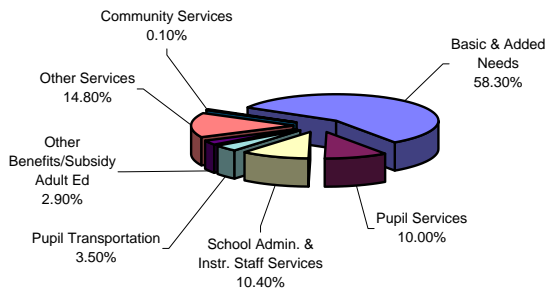 Community Services
0.10%
Basic & Added
Needs
58.30%
Other Services
14.80%
Other
Benefits/Subsidy
Adult Ed
2.90%
Pupil Transportation
3.50%
School Admin. &
Instr. Staff Services
10.40%
Pupil Services
10.00%